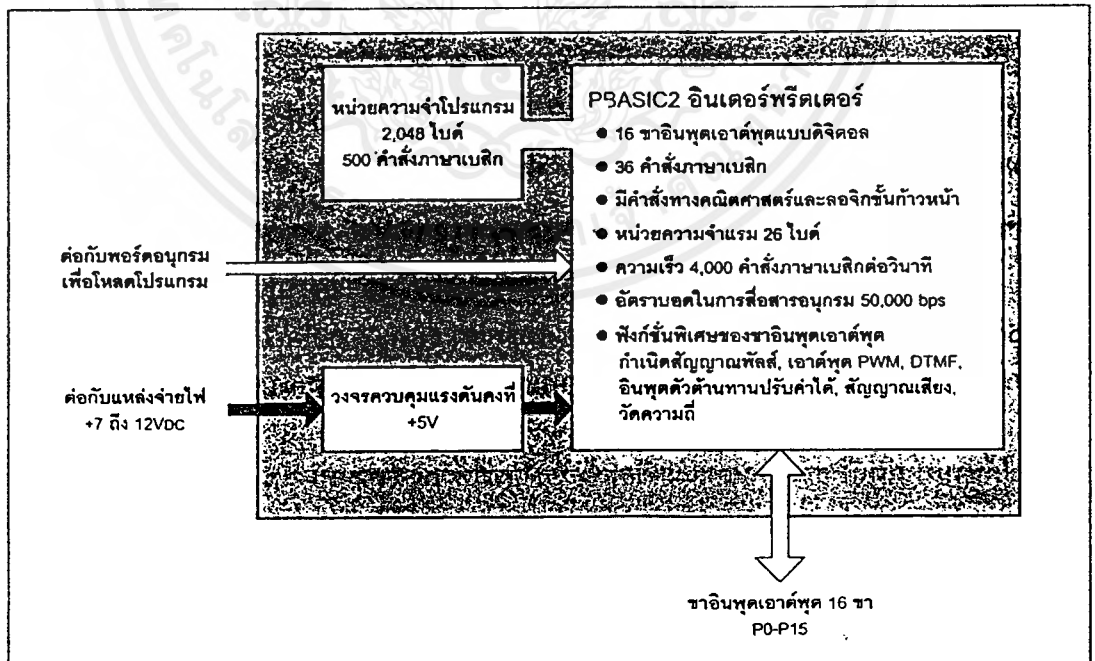 หน่วยความจำโปรแกรม
2,048 ไบต์
500 คำสั่งภาษาเบสิก
PBASIC2 อินเตอร์พรีตเตอร์
● 16 ขาอินพุตเอาต์พุตแบบดิจิตอล
● 36 คำสั่งภาษาเบสิก
● มีคำสั่งทางคณิตศาสตร์และลอจิกขั้นก้าวหน้า
● หน่วยความจำแรม 26 ไบต์
● ความเร็ว 4,000 คำสั่งภาษาเบสิกต่อวินาที
● อัตราบอดในการสื่อสารอนุกรม 50,000 bps
● ฟังก์ชั่นพิเศษของขาอินพุตเอาต์พุต
กำเนิดสัญญาณพัลส์, เอาต์พุต PWM, DTMF,
อินพุตตัวต้านทานปรับค่าได้, สัญญาณเสียง,
วัดความถี่
ต่อกับพอร์ตอนุกรม
เพื่อโหลดโปรแกรม
ต่อกับแหล่งจ่ายไฟ
+7 ถึง 12VDC
วงจรควบคุมแรงดันคงที่
+5V
ขาอินพุตเอาต์พุต 16 ขา
P0-P15